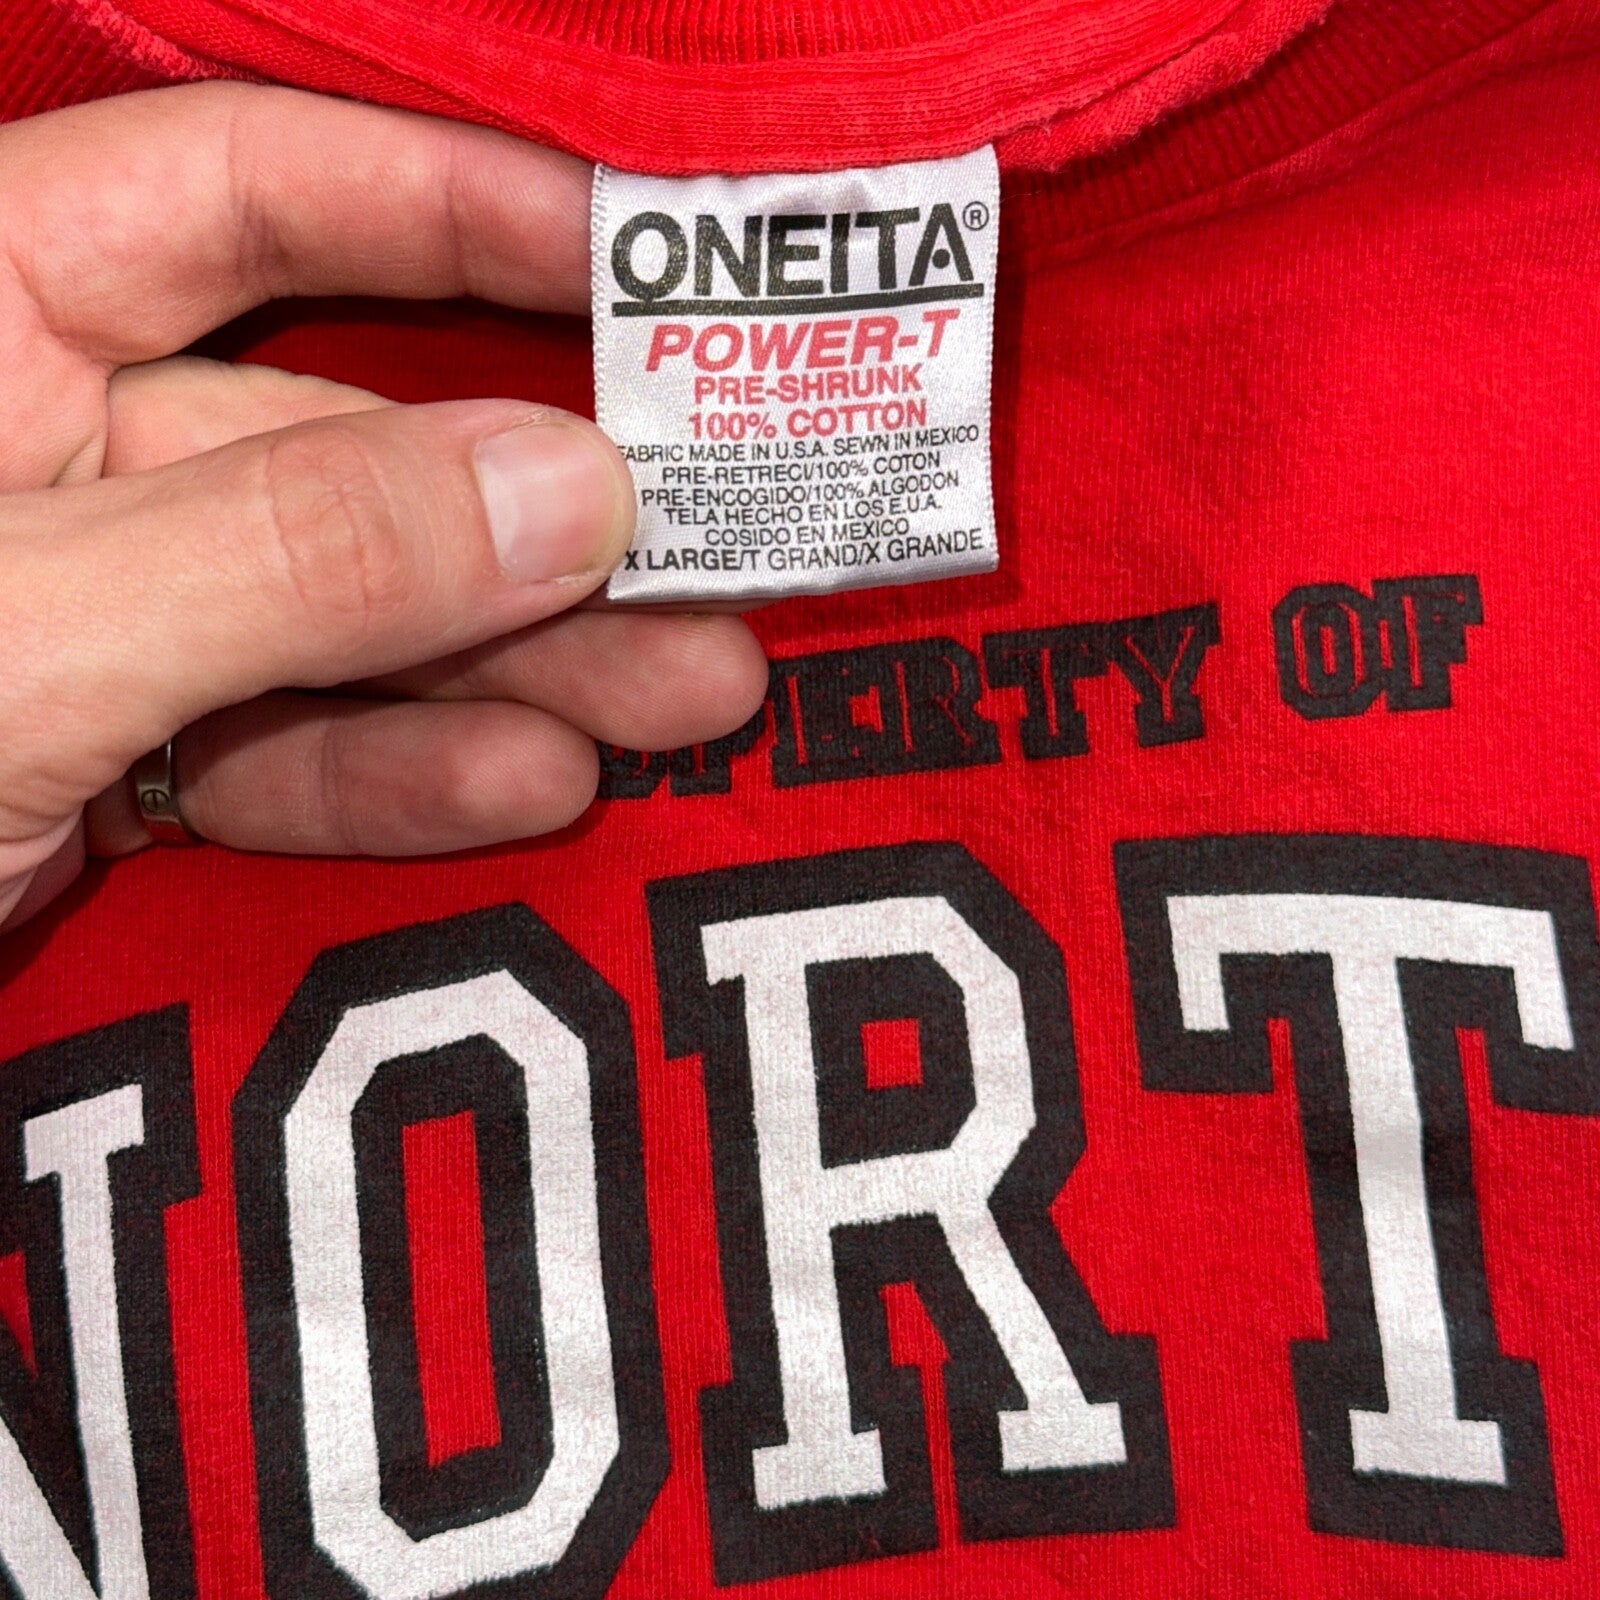 ONEITA®
POWER-T
PRE-SHRUNK
100% COTTON
FABRIC MADE IN U.S.A. SEWN IN MEXICO
PRE-RETRECI/100% COTON
PRE-ENCOGIDO/100% ALGODON
TELA HECHO EN LOS E.U.A.
COSIDO EN MEXICO
X LARGE/T GRAND/X GRANDE
OPERTY OF
NORT